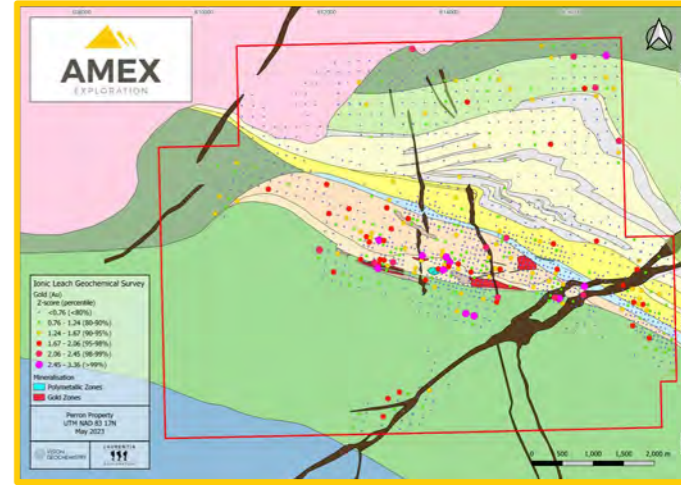 AMEX
EXPLORATION
Ionic Leach Geochemical Survey
Gold (Au)
Z-score (percentile)
<0.76 (<80%)
0.76 - 1.24 (80-90%)
1.24 - 1.67 (90-95%)
1.67 - 2.06 (95-98%)
2.06 - 2.45 (98-99%)
2.45 - 3.36 (>99%)
Mineralisation
Polymetallic Zones
Gold Zones
Perron Property
UTM NAD 83 17N
May 2023
VISION
GEOCHEMISTRY
LAURENTIA
0 500 1,000 1,500 2,000 m